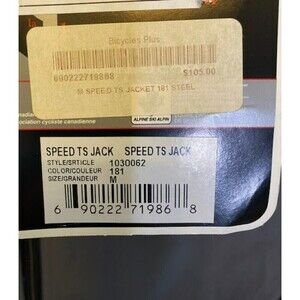 Bicycles Plus
690222719868
$105.00
M SPEED TS JACKET 181 STEEL
ALPINE SKI ALPIN
ociation cycliste canadienne
SPEED TS JACK SPEED TS JACK
STYLE/SRTICLE 1030062
COLOR/COULEUR 181
SIZE/GRANDEUR M
6 90222 71986 8